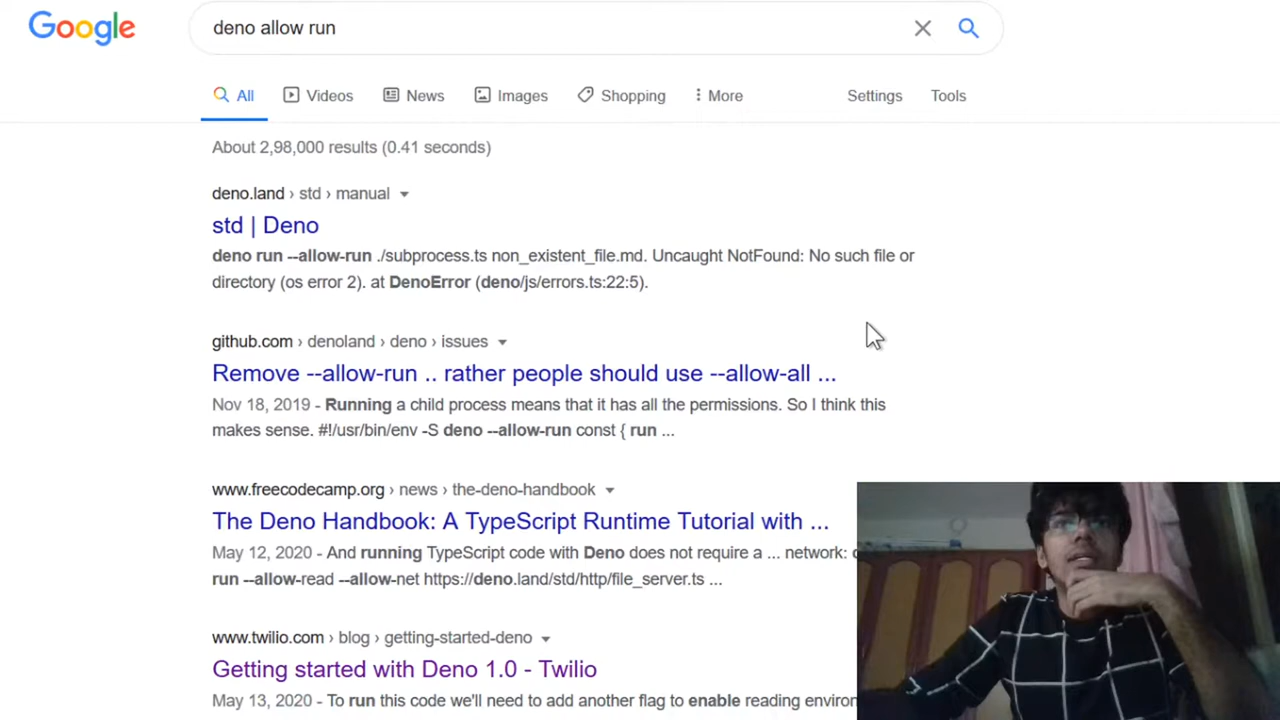 Google
deno allow run
All Videos News Images Shopping More Settings Tools
About 2,98,000 results (0.41 seconds)
deno.land › std › manual
std | Deno
deno run --allow-run ./subprocess.ts non_existent_file.md. Uncaught NotFound: No such file or
directory (os error 2). at DenoError (deno/js/errors.ts:22:5).
github.com › denoland › deno › issues
Remove --allow-run .. rather people should use --allow-all ...
Nov 18, 2019 - Running a child process means that it has all the permissions. So I think this
makes sense. #!/usr/bin/env -S deno --allow-run const { run ...
www.freecodecamp.org › news › the-deno-handbook
The Deno Handbook: A TypeScript Runtime Tutorial with ...
May 12, 2020 - And running TypeScript code with Deno does not require a ... network:
run --allow-read --allow-net https://deno.land/std/http/file_server.ts ...
www.twilio.com › blog › getting-started-deno
Getting started with Deno 1.0 - Twilio
May 13, 2020 - To run this code we'll need to add another flag to enable reading environ